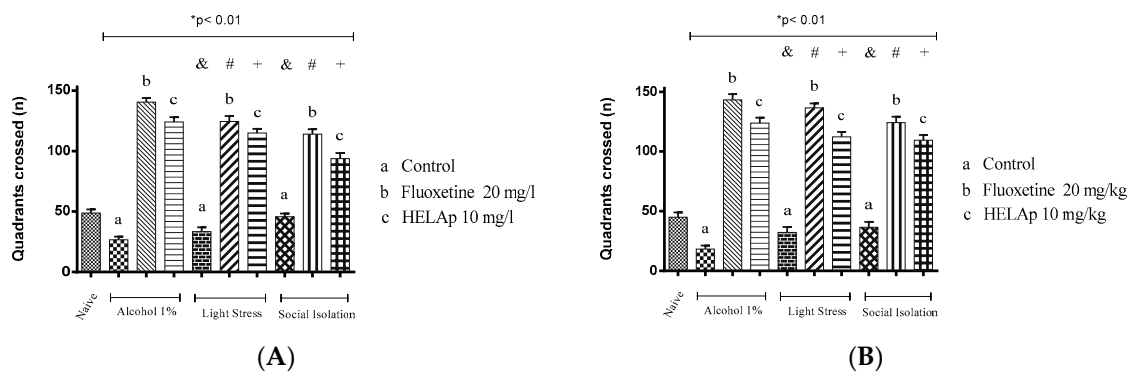 *p< 0.01
& # + & # +
b b b
c c c
a a a
Quadrants crossed (n)
150
100
50
0
Naive
Alcohol 1%
Light Stress
Social Isolation
a Control
b Fluoxetine 20 mg/l
c HELAp 10 mg/l
(A)
*p< 0.01
& # + & # +
b b b
c c c
a a a
Quadrants crossed (n)
150
100
50
0
Naive
Alcohol 1%
Light Stress
Social Isolation
a Control
b Fluoxetine 20 mg/kg
c HELAp 10 mg/kg
(B)